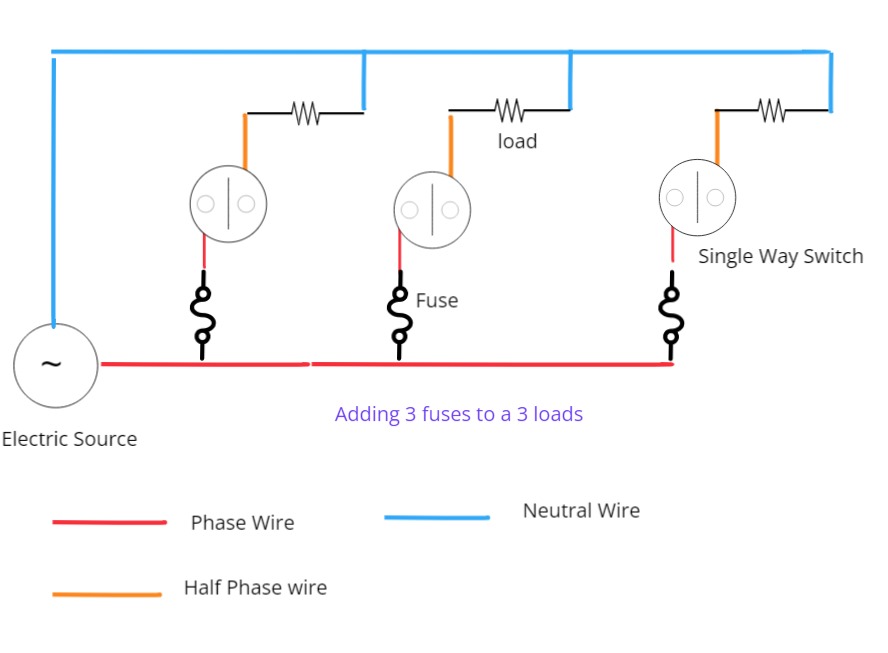 load
Single Way Switch
Fuse
~
Adding 3 fuses to a 3 loads
Electric Source
Phase Wire
Neutral Wire
Half Phase wire